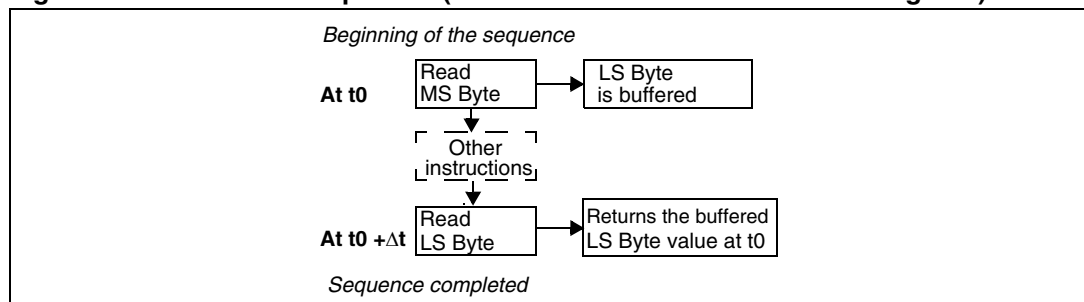 Beginning of the sequence
At t0
Read
MS Byte
LS Byte
is buffered
Other
instructions
At t0 +Δt
Read
LS Byte
Returns the buffered
LS Byte value at t0
Sequence completed